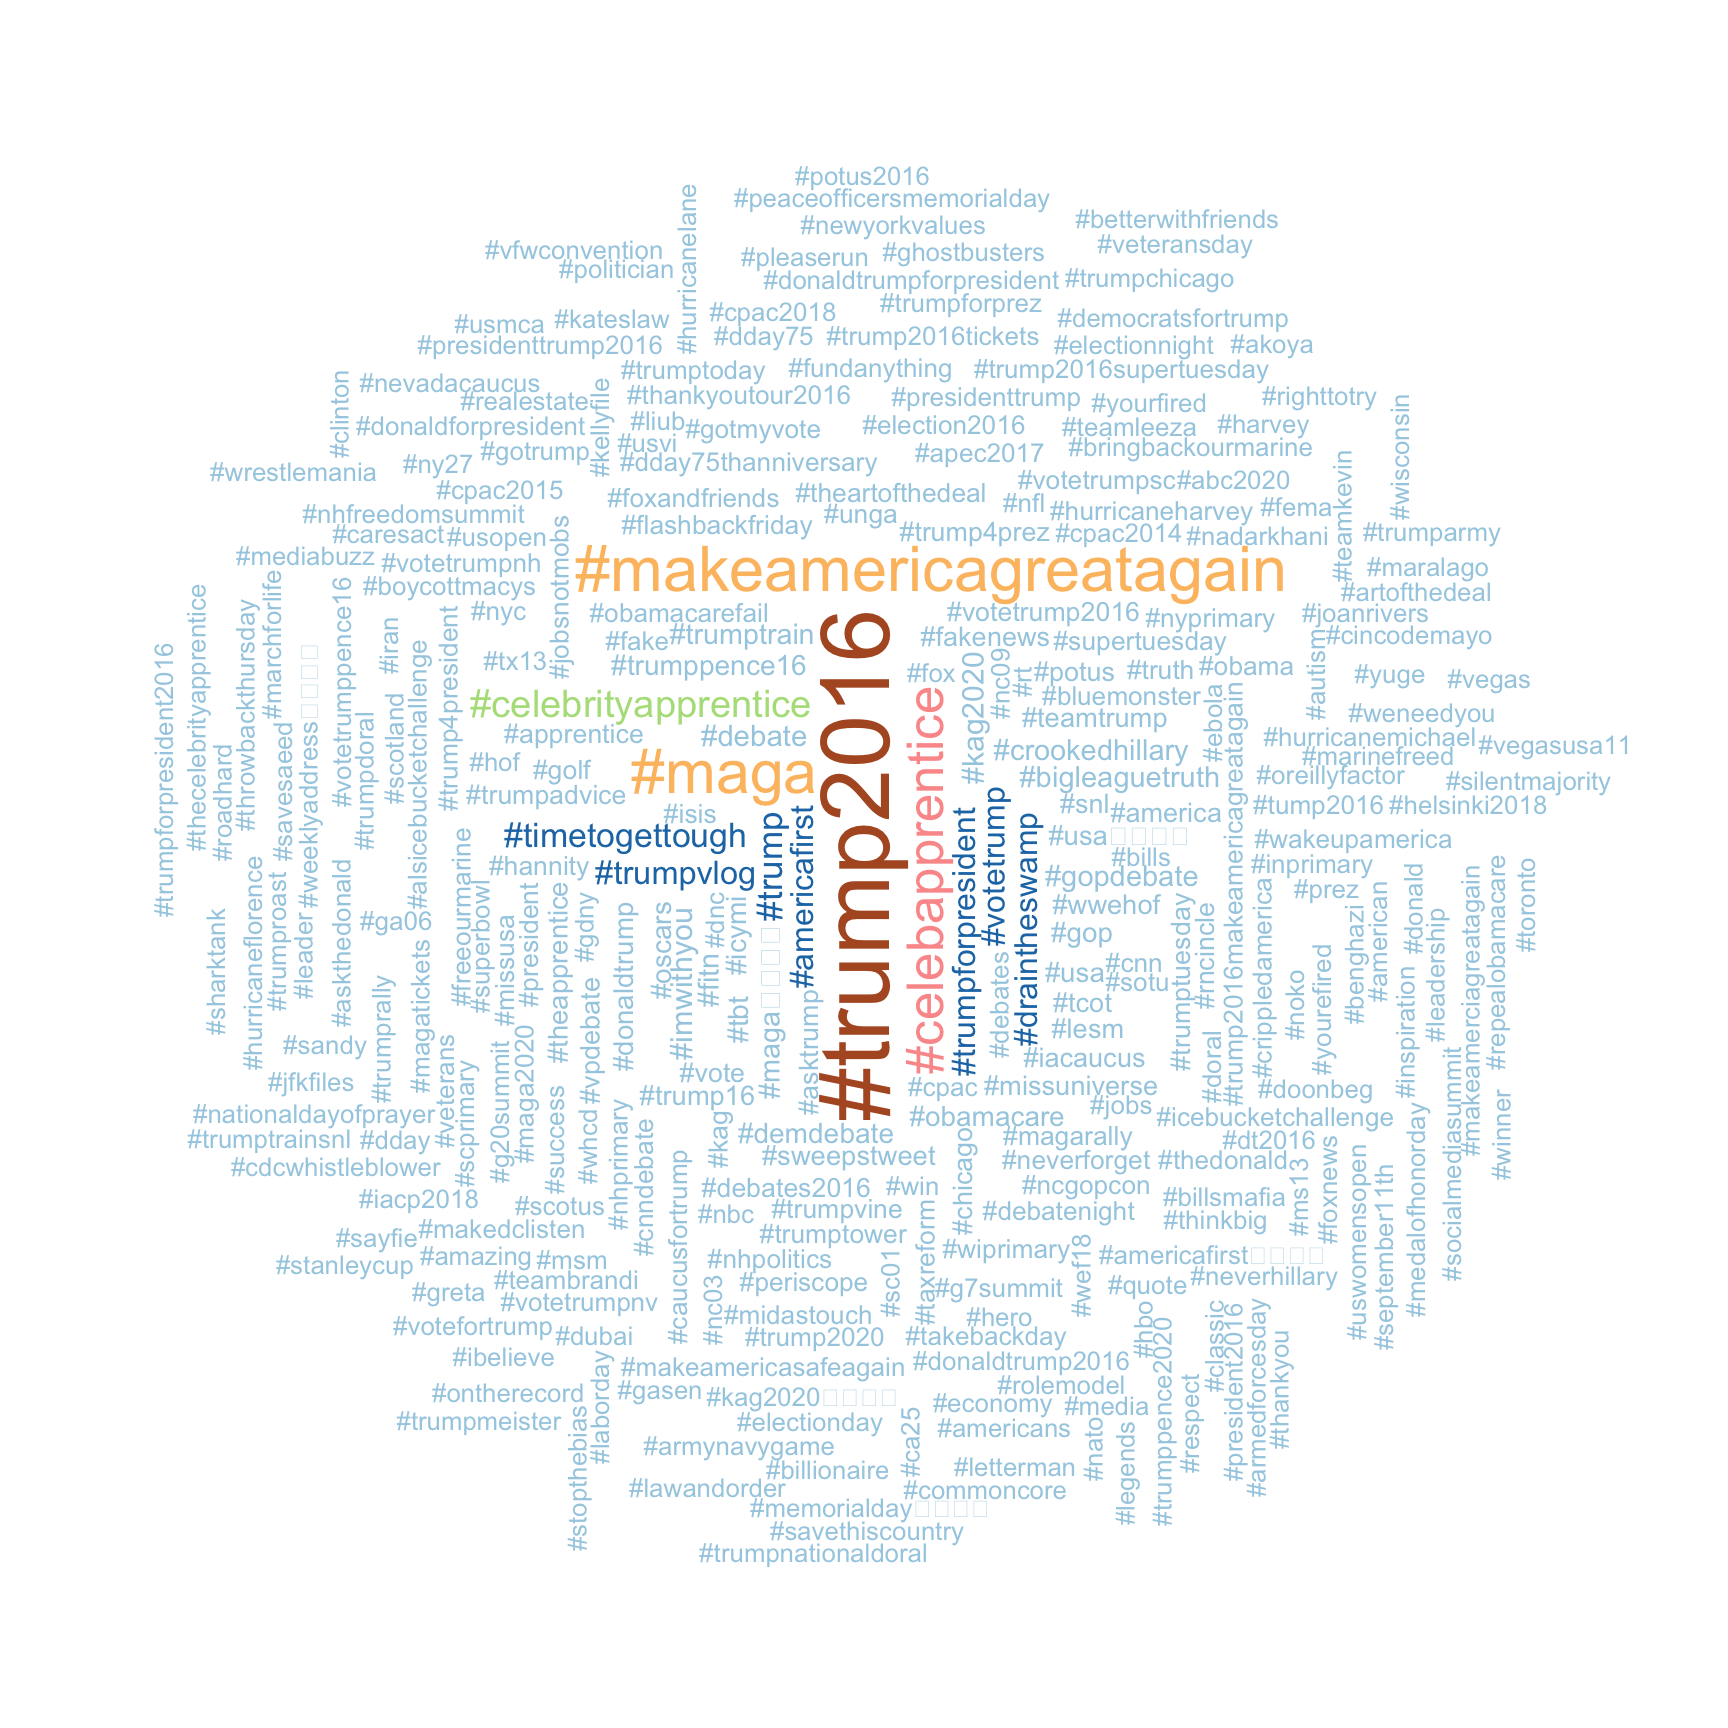 #potus2016
#peaceofficersmemorialday
#newyorkvalues
#betterwithfriends
#veteransday
#vfwconvention
#politician
#hurricanelane
#pleaserun
#ghostbusters
#donaldtrumpforpresident
#trumpchicago
#trumpforprez
#usmca
#kateslaw
#cpac2018
#democratsfortrump
#presidenttrump2016
#dday75
#trump2016tickets
#electionnight
#akoya
#trumptoday
#fundanything
#trump2016supertuesday
#clinton
#nevadacaucus
#realestate
#kellyfile
#thankyoutour2016
#presidenttrump
#yourfired
#righttotry
#donaldforpresident
#liub
#gotmyvote
#election2016
#teamleeza
#harvey
#wisconsin
#gotrump
#usvi
#bringbackourmarine
#wrestlemania
#ny27
#dday75thanniversary
#apec2017
#votetrumpsc
#abc2020
#teamkevin
#cpac2015
#foxandfriends
#theartofthedeal
#nfl
#hurricaneharvey
#fema
#nhfreedomsummit
#flashbackfriday
#unga
#caresact
#usopen
#jobsnotmobs
#trump4prez
#cpac2014
#nadarkhani
#trumparmy
#mediabuzz
#votetrumpnh
#makeamericagreatagain
#maralago
#boycottmacys
#artofthedeal
#nyc
#obamacarefail
#votetrump2016
#nyprimary
#joanrivers
#fake
#trumptrain
#fakenews
#supertuesday
#cincodemayo
#tx13
#trumppence16
#trump2016
#fox
#kag2020
#nc09
#rt
#potus
#truth
#obama
#autism
#yuge
#vegas
#trumpforpresident2016
#thecelebrityapprentice
#roadhard
#throwbackthursday
#marchforlife
#saveseaeed
#weeklyaddress
#votetrumppence16
#trumpdoral
#iran
#scotland
#alsicebucketchallenge
#trump4president
#celebrityapprentice
#celebapprentice
#bluemonster
#ebola
#trump2016makeamericagreatagain
#weneedyou
#apprentice
#debate
#teamtrump
#hurricanemichael
#vegasusa11
#hof
#golf
#maga
#crookedhillary
#marinefreed
#trumpadvice
#bigleaguetruth
#oreillyfactor
#silentmajority
#isis
#trump
#americafirst
#trumpforpresident
#votetrump
#draintheswamp
#snl
#america
#tump2016
#helsinki2018
#timetogettough
#usa
#wakeupamerica
#hannity
#trumpvlog
#bills
#inprimary
#gopdebate
#prez
#sharktank
#hurricaneflorence
#trumproast
#leader
#askthedonald
#ga06
#trumprally
#magatickets
#freeourmarine
#superbowl
#missusa
#president
#theapprentice
#gdny
#donaldtrump
#oscars
#imwithyou
#fitn
#dnc
#icymi
#tbt
#maga
#asktrump
#debates
#wwehof
#gop
#cnn
#usa
#sotu
#tcot
#lesm
#trumptuesday
#rncincle
#crippledamerica
#noko
#yourefired
#benghazi
#american
#donald
#leadership
#inspiration
#makeamerciagreatagain
#repealobamacare
#toronto
#sandy
#iacaucus
#jfkfiles
#vote
#cpac
#missuniverse
#doral
#doonbeg
#nationaldayofprayer
#veterans
#scprimary
#g20summit
#maga2020
#success
#vpdebate
#whcd
#nhprimary
#cnndebate
#trump16
#kag
#obamacare
#jobs
#icebucketchallenge
#trumptrainsnl
#dday
#demdebate
#magarally
#dt2016
#cdcwhistleblower
#sweepstweet
#chicago
#neverforget
#thedonald
#winner
#iacp2018
#debates2016
#win
#ncgopcon
#billsmafia
#ms13
#foxnews
#scotus
#nbc
#trumpvine
#debatenight
#thinkbig
#sayfie
#makedclisten
#caucusfortrump
#trumptower
#taxreform
#uswomensopen
#september11th
#medalofhonorday
#socialmediasummit
#stanleycup
#amazing
#msm
#nhpolitics
#sc01
#wiprimary
#wef18
#americafirst
#greta
#teambrandi
#periscope
#g7summit
#quote
#neverhillary
#votetrumpnv
#nc03
#midastouch
#hero
#hbo
#votefortrump
#dubai
#trump2020
#takebackday
#ibelieve
#makeamericasafeagain
#donaldtrump2016
#classic
#president2016
#armedforcesday
#thankyou
#ontherecord
#gasen
#kag2020
#rolemodel
#trumpmeister
#stopthebias
#laborday
#economy
#media
#electionday
#ca25
#americans
#nato
#legends
#trumppence2020
#respect
#armynavygame
#billionaire
#letterman
#lawandorder
#commoncore
#memorialday
#savethiscountry
#trumpnationaldoral